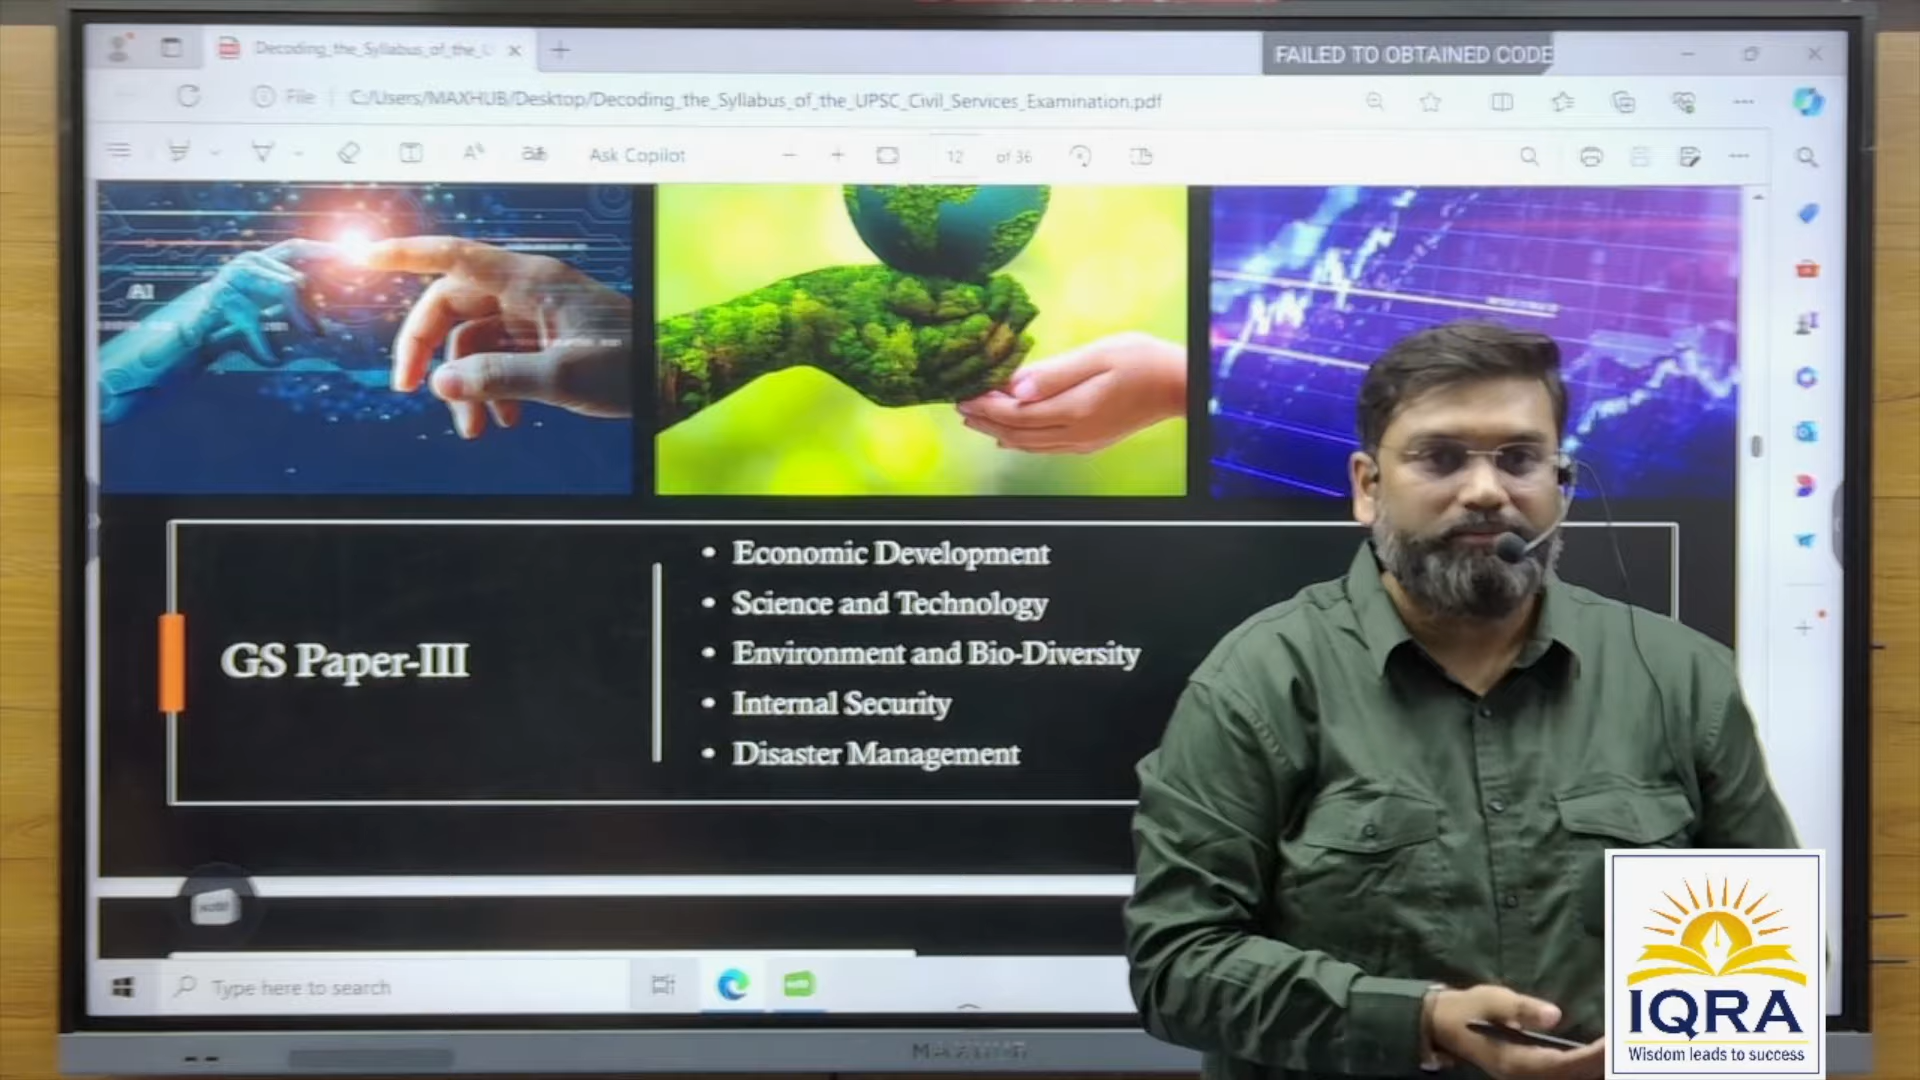 Decoding_the_Syllabus_of_the_U
FAILED TO OBTAINED CODE
File
C:/Users/MAXHUB/Desktop/Decoding_the_Syllabus_of_the_UPSC_Civil_Services_Examination.pdf
Ask Copilot
12 of 36
AI
• Economic Development
• Science and Technology
• Environment and Bio-Diversity
• Internal Security
• Disaster Management
GS Paper-III
Type here to search
MAXHUB
IQRA
Wisdom leads to success